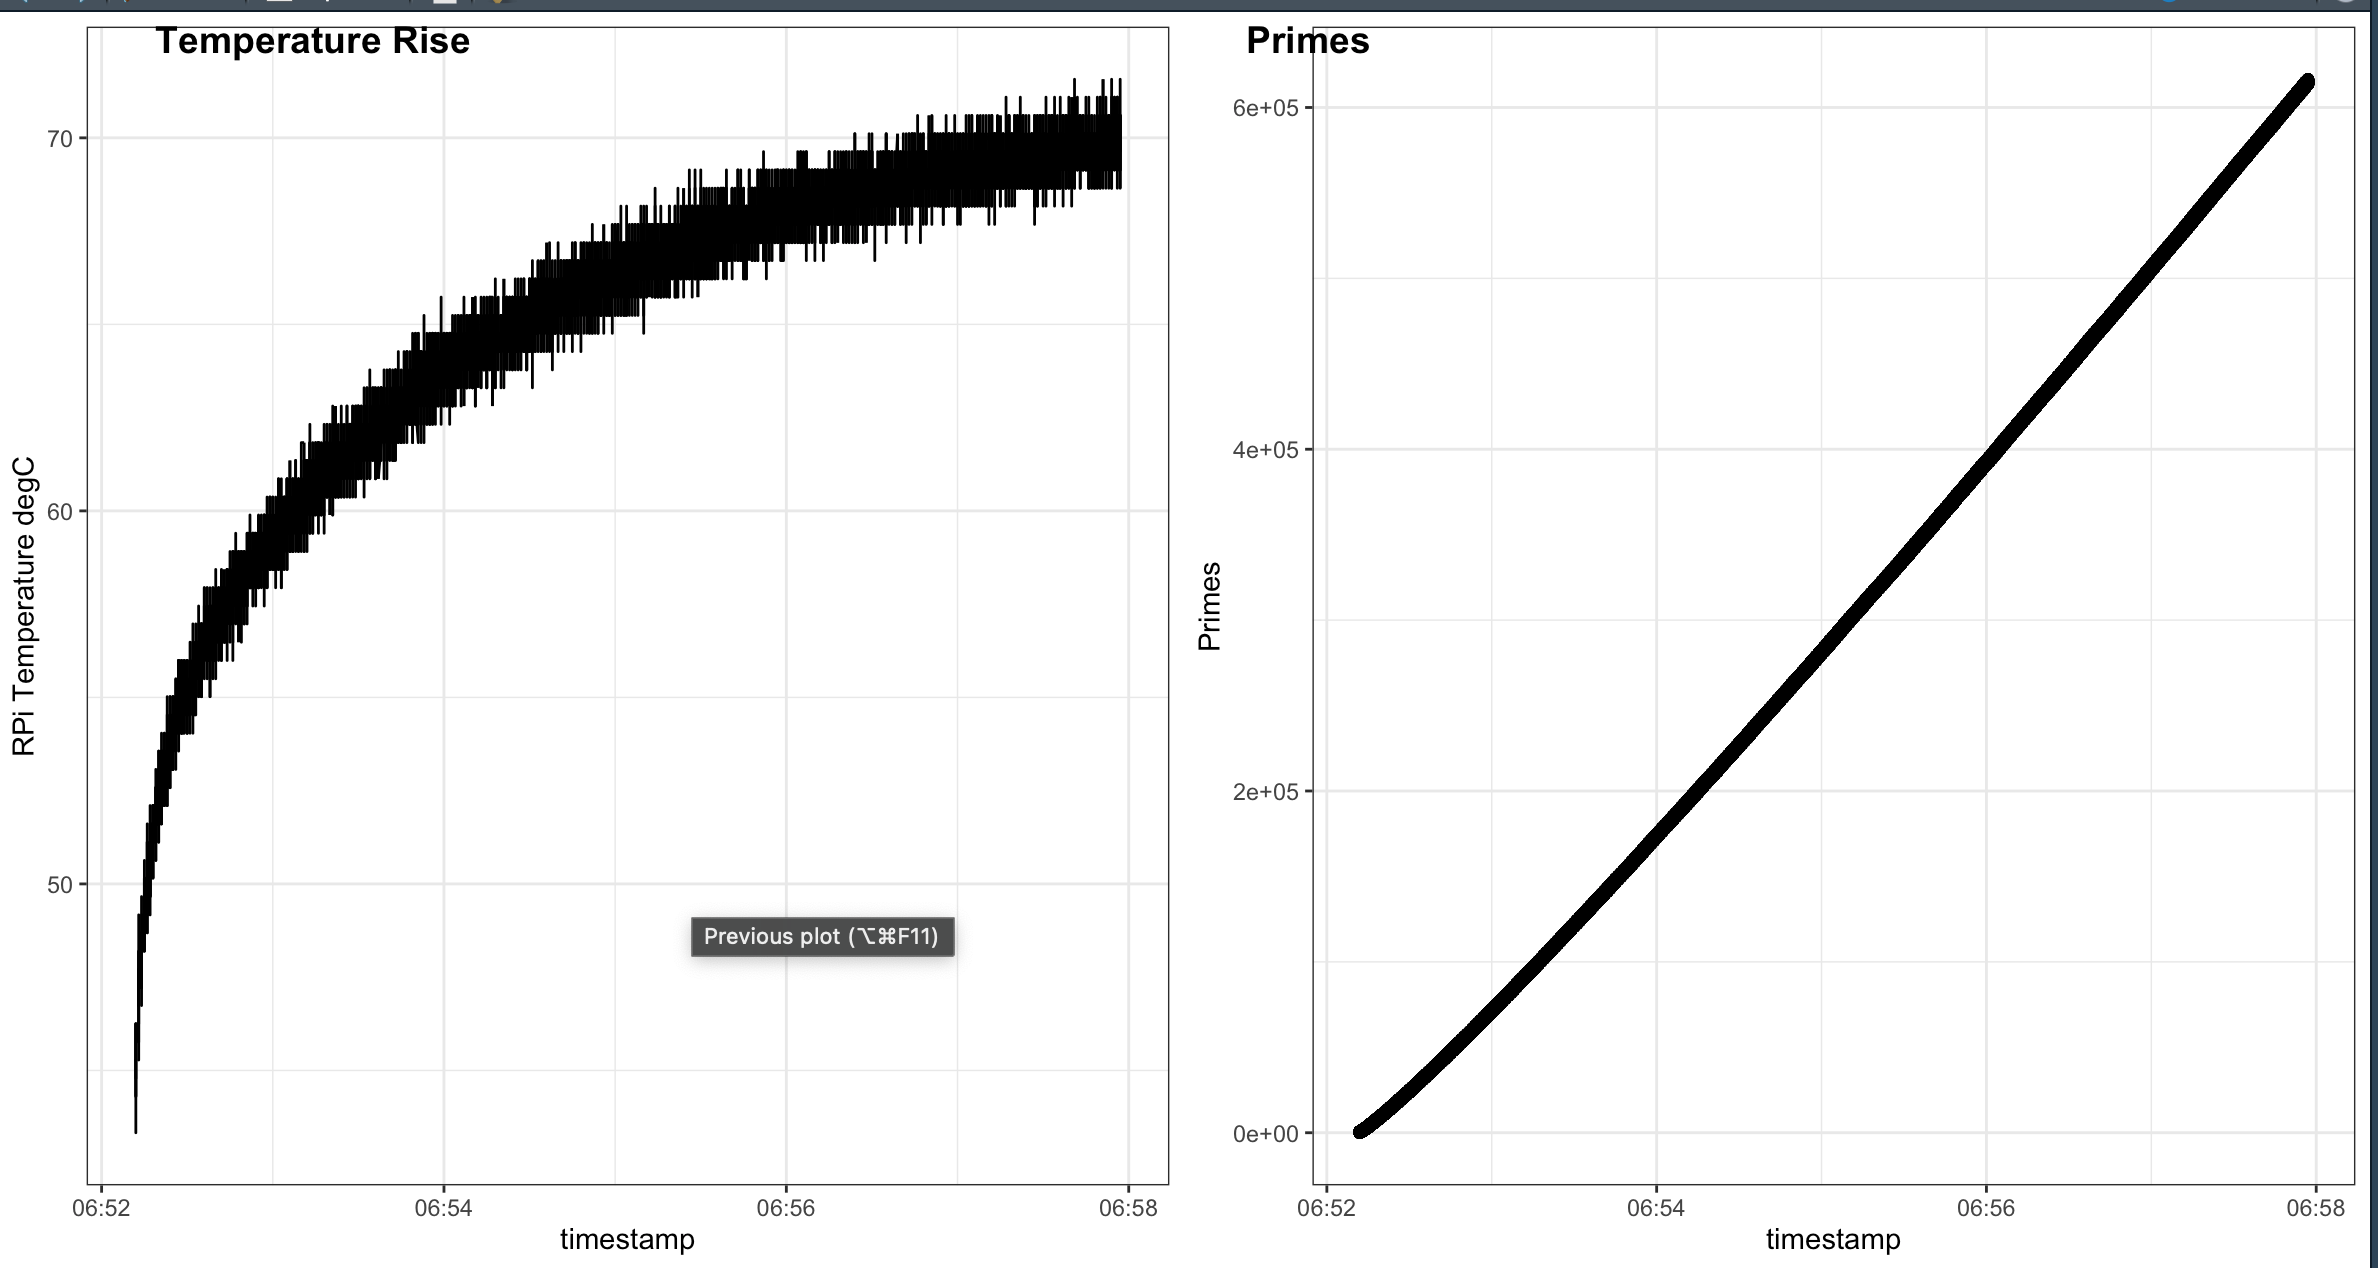 Temperature Rise
RPi Temperature degC
70
60
50
06:52
06:54
06:56
06:58
timestamp
Previous plot (⌥⌘F11)
Primes
Primes
6e+05
4e+05
2e+05
0e+00
06:52
06:54
06:56
06:58
timestamp